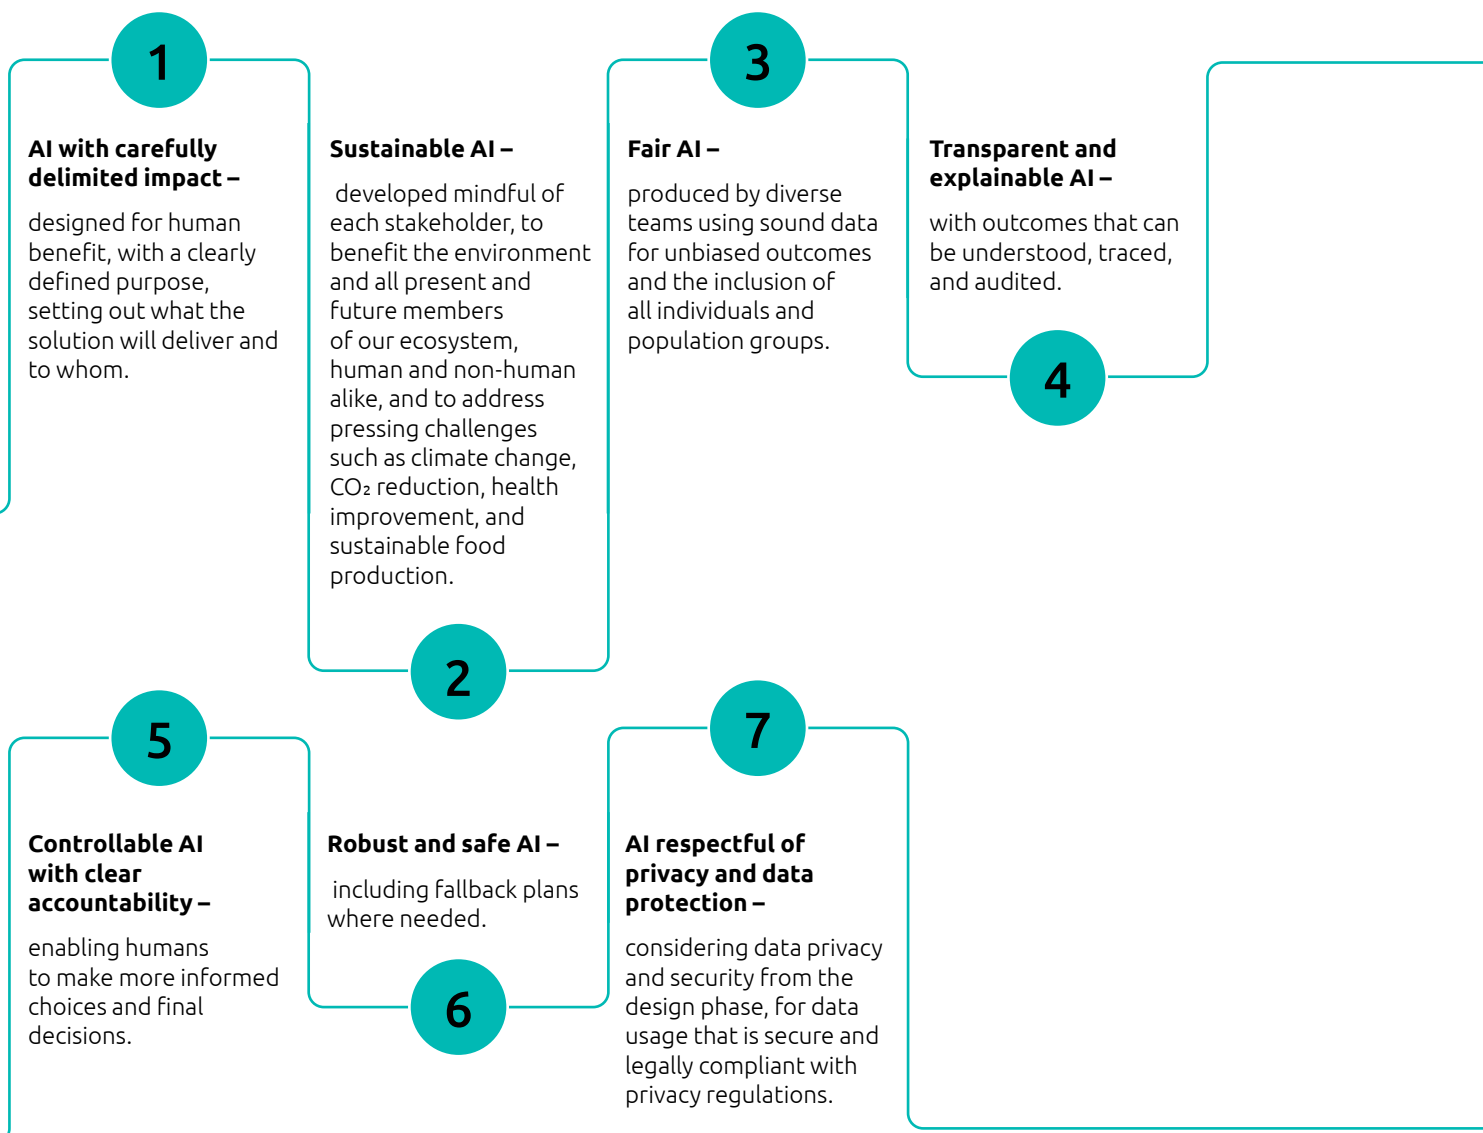 1
AI with carefully
delimited impact –
designed for human
benefit, with a clearly
defined purpose,
setting out what the
solution will deliver and
to whom.
Sustainable AI –
developed mindful of
each stakeholder, to
benefit the environment
and all present and
future members
of our ecosystem,
human and non-human
alike, and to address
pressing challenges
such as climate change,
CO₂ reduction, health
improvement, and
sustainable food
production.
2
3
Fair AI –
produced by diverse
teams using sound data
for unbiased outcomes
and the inclusion of
all individuals and
population groups.
Transparent and
explainable AI –
with outcomes that can
be understood, traced,
and audited.
4
5
Controllable AI
with clear
accountability –
enabling humans
to make more informed
choices and final
decisions.
Robust and safe AI –
including fallback plans
where needed.
6
7
AI respectful of
privacy and data
protection –
considering data privacy
and security from the
design phase, for data
usage that is secure and
legally compliant with
privacy regulations.